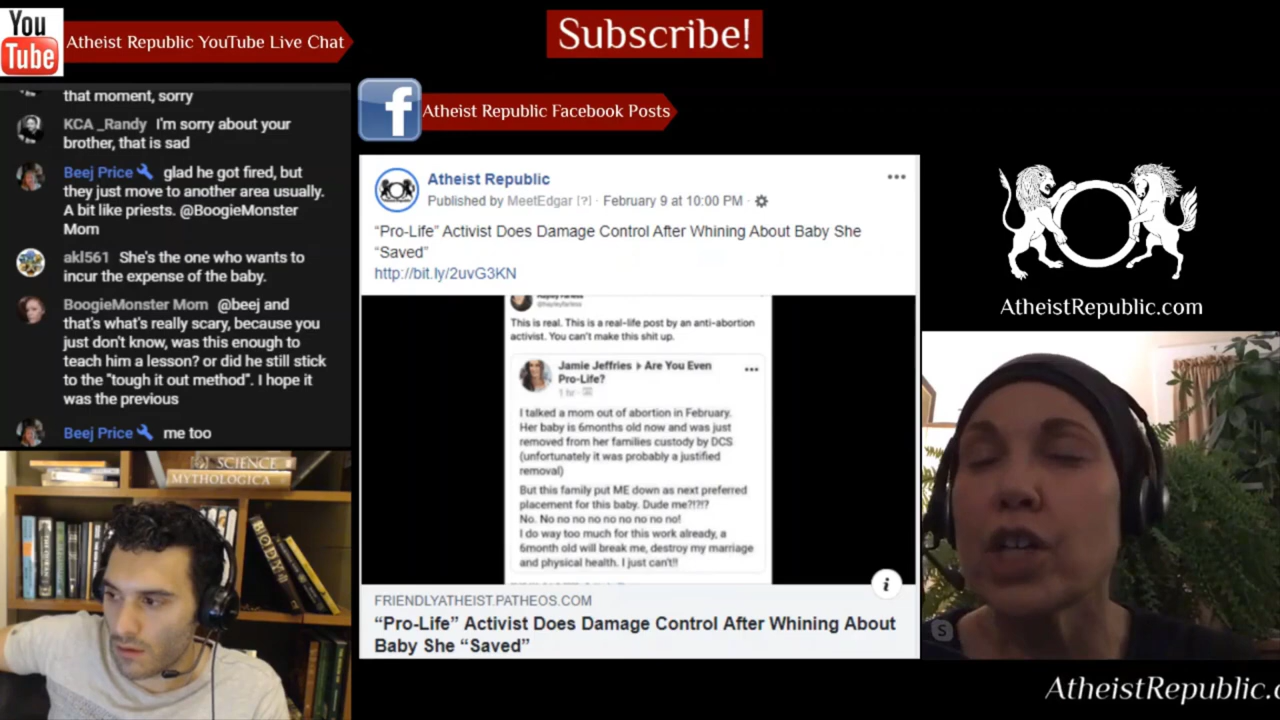 You
Tube
Atheist Republic YouTube Live Chat
Subscribe!
that moment, sorry
KCA_Randy I'm sorry about your
brother, that is sad
Beej Price glad he got fired, but
they just move to another area usually.
A bit like priests. @BoogieMonster
Mom
akl561 She's the one who wants to
incur the expense of the baby.
BoogieMonster Mom @beej and
that's what's really scary, because you
just don't know, was this enough to
teach him a lesson? or did he still stick
to the "tough it out method". I hope it
was the previous
Beej Price me too
f
Atheist Republic Facebook Posts
Atheist Republic
Published by MeetEdgar [?] · February 9 at 10:00 PM ·
“Pro-Life” Activist Does Damage Control After Whining About Baby She
“Saved”
http://bit.ly/2uvG3KN
This is real. This is a real-life post by an anti-abortion
activist. You can't make this shit up.
Jamie Jeffries ▸ Are You Even
Pro-Life?
1 hr ·
I talked a mom out of abortion in February.
Her baby is 6months old now and was just
removed from her families custody by DCS
(unfortunately it was probably a justified
removal)
But this family put ME down as next preferred
placement for this baby. Dude me?!?!?
No. No no no no no no no no!
I do way too much for this work already, a
6month old will break me, destroy my marriage
and physical health. I just can't!!
i
FRIENDLYATHEIST.PATHEOS.COM
“Pro-Life” Activist Does Damage Control After Whining About
Baby She “Saved”
AtheistRepublic.com
SCIENCE
MYTHOLOGICA
S
AtheistRepublic.c